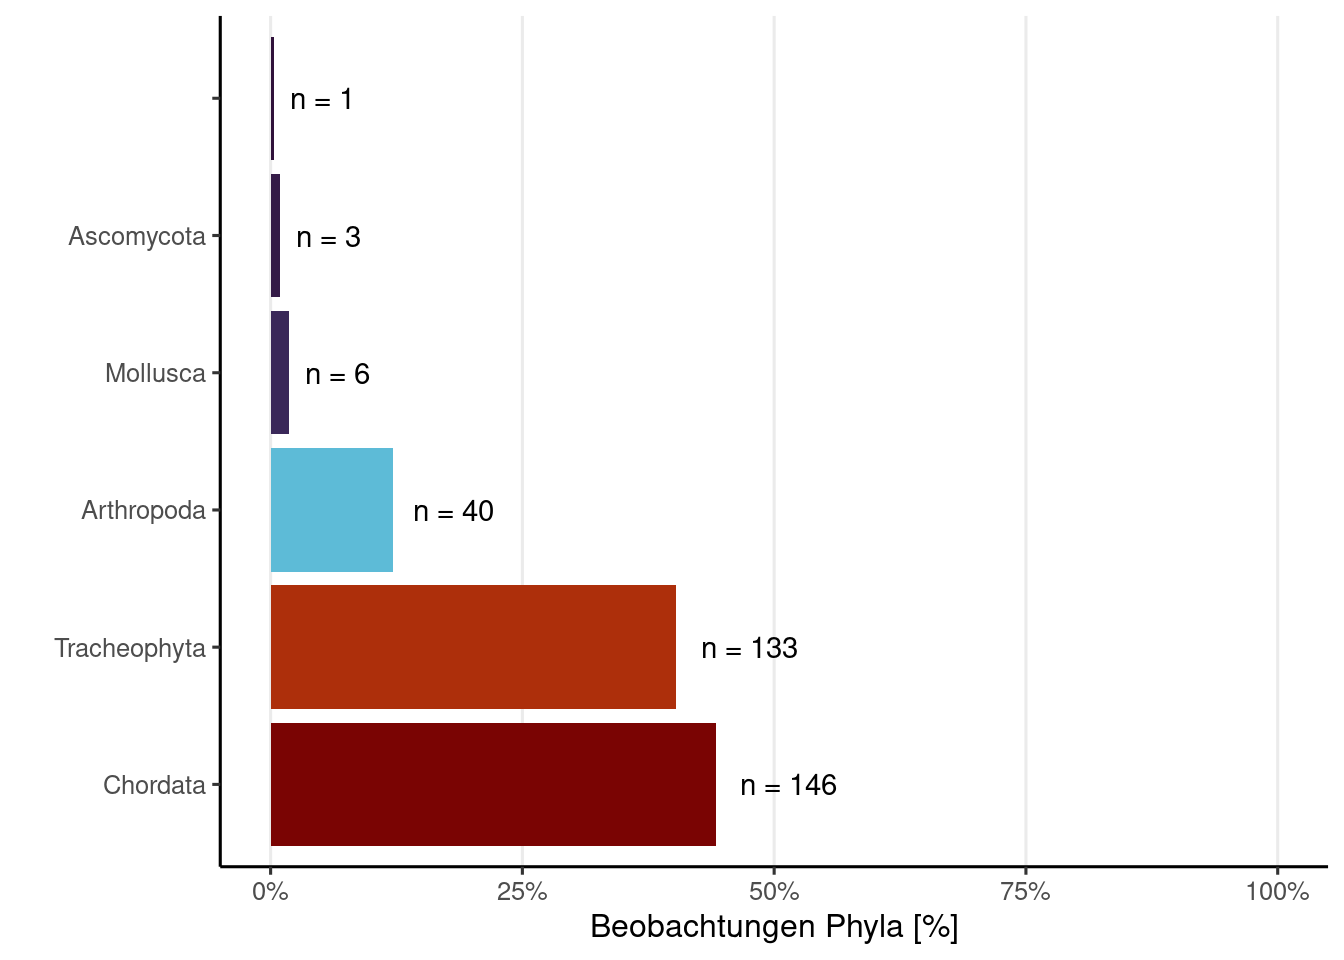 n = 1
Ascomycota
n = 3
Mollusca
n = 6
Arthropoda
n = 40
Tracheophyta
n = 133
Chordata
n = 146
0%
25%
50%
75%
100%
Beobachtungen Phyla [%]